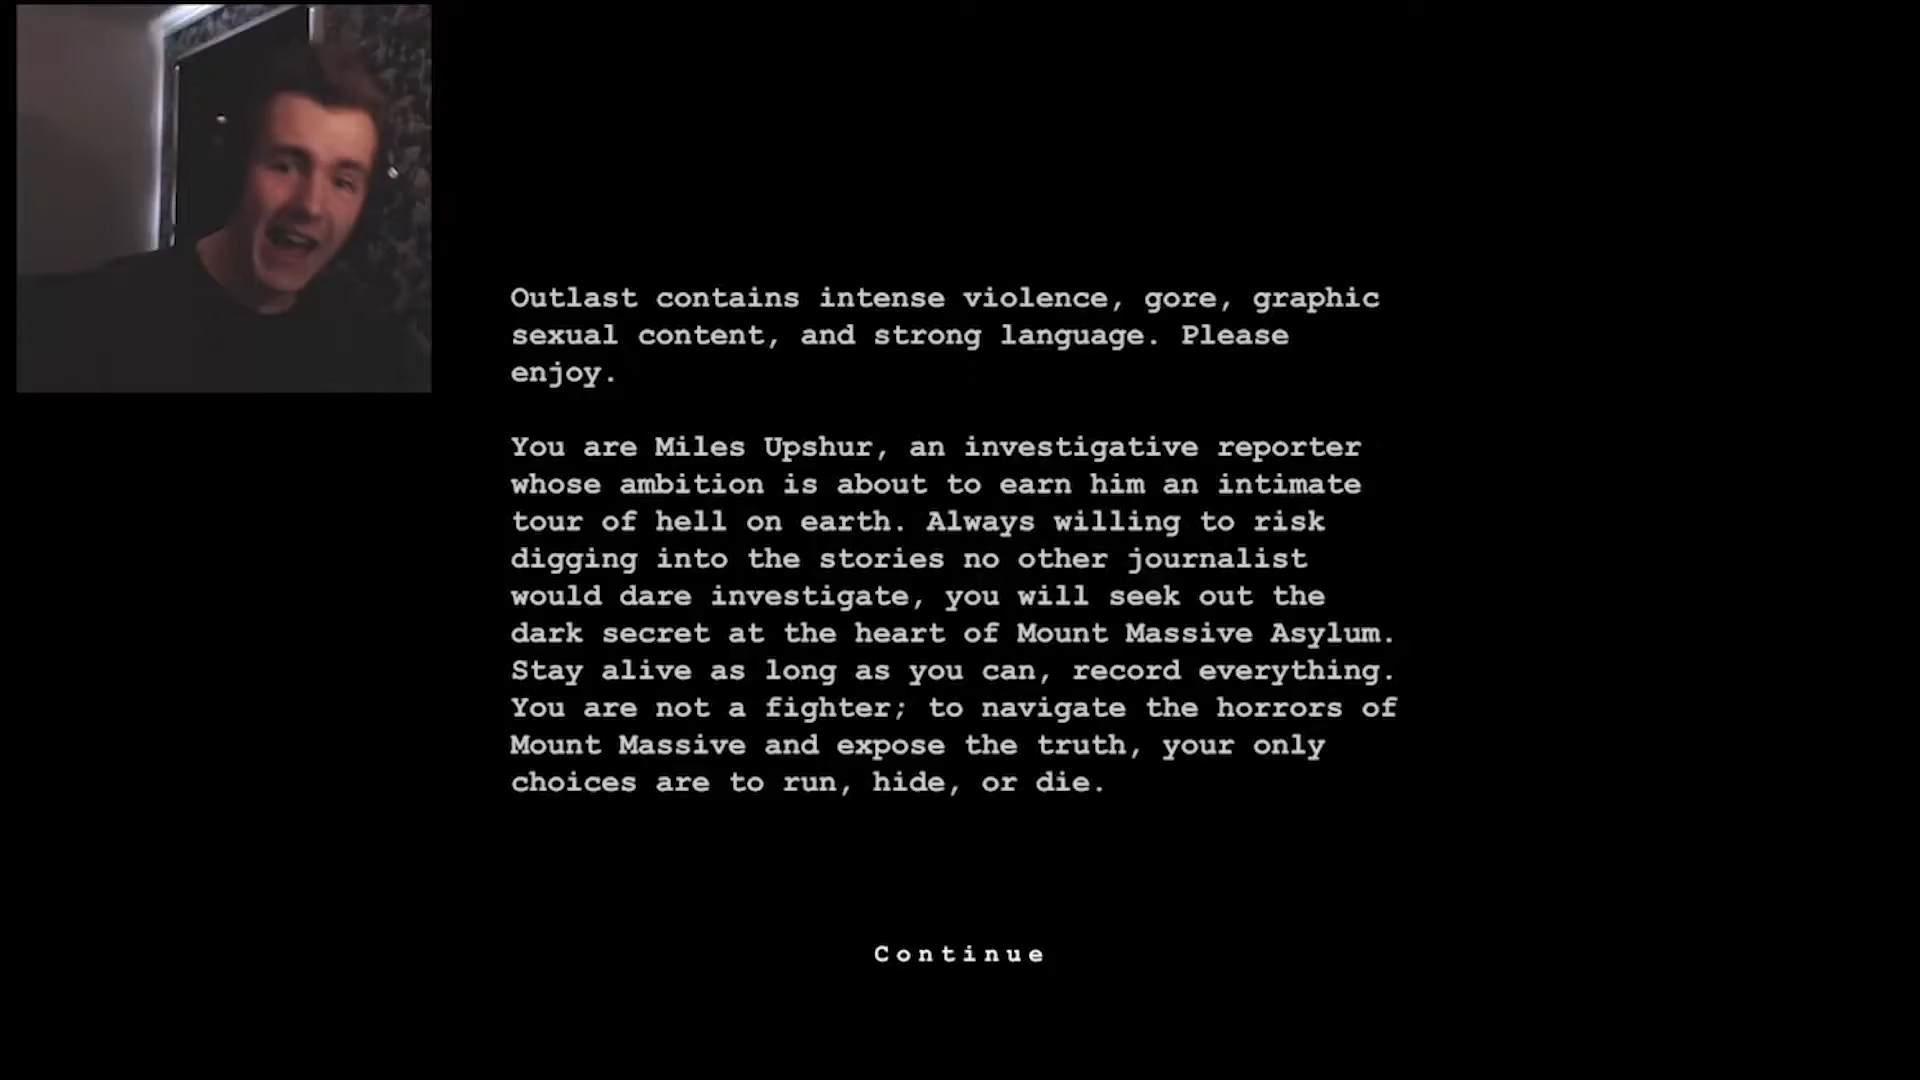 Outlast contains intense violence, gore, graphic
sexual content, and strong language. Please
enjoy.
You are Miles Upshur, an investigative reporter
whose ambition is about to earn him an intimate
tour of hell on earth. Always willing to risk
digging into the stories no other journalist
would dare investigate, you will seek out the
dark secret at the heart of Mount Massive Asylum.
Stay alive as long as you can, record everything.
You are not a fighter; to navigate the horrors of
Mount Massive and expose the truth, your only
choices are to run, hide, or die.
Continue